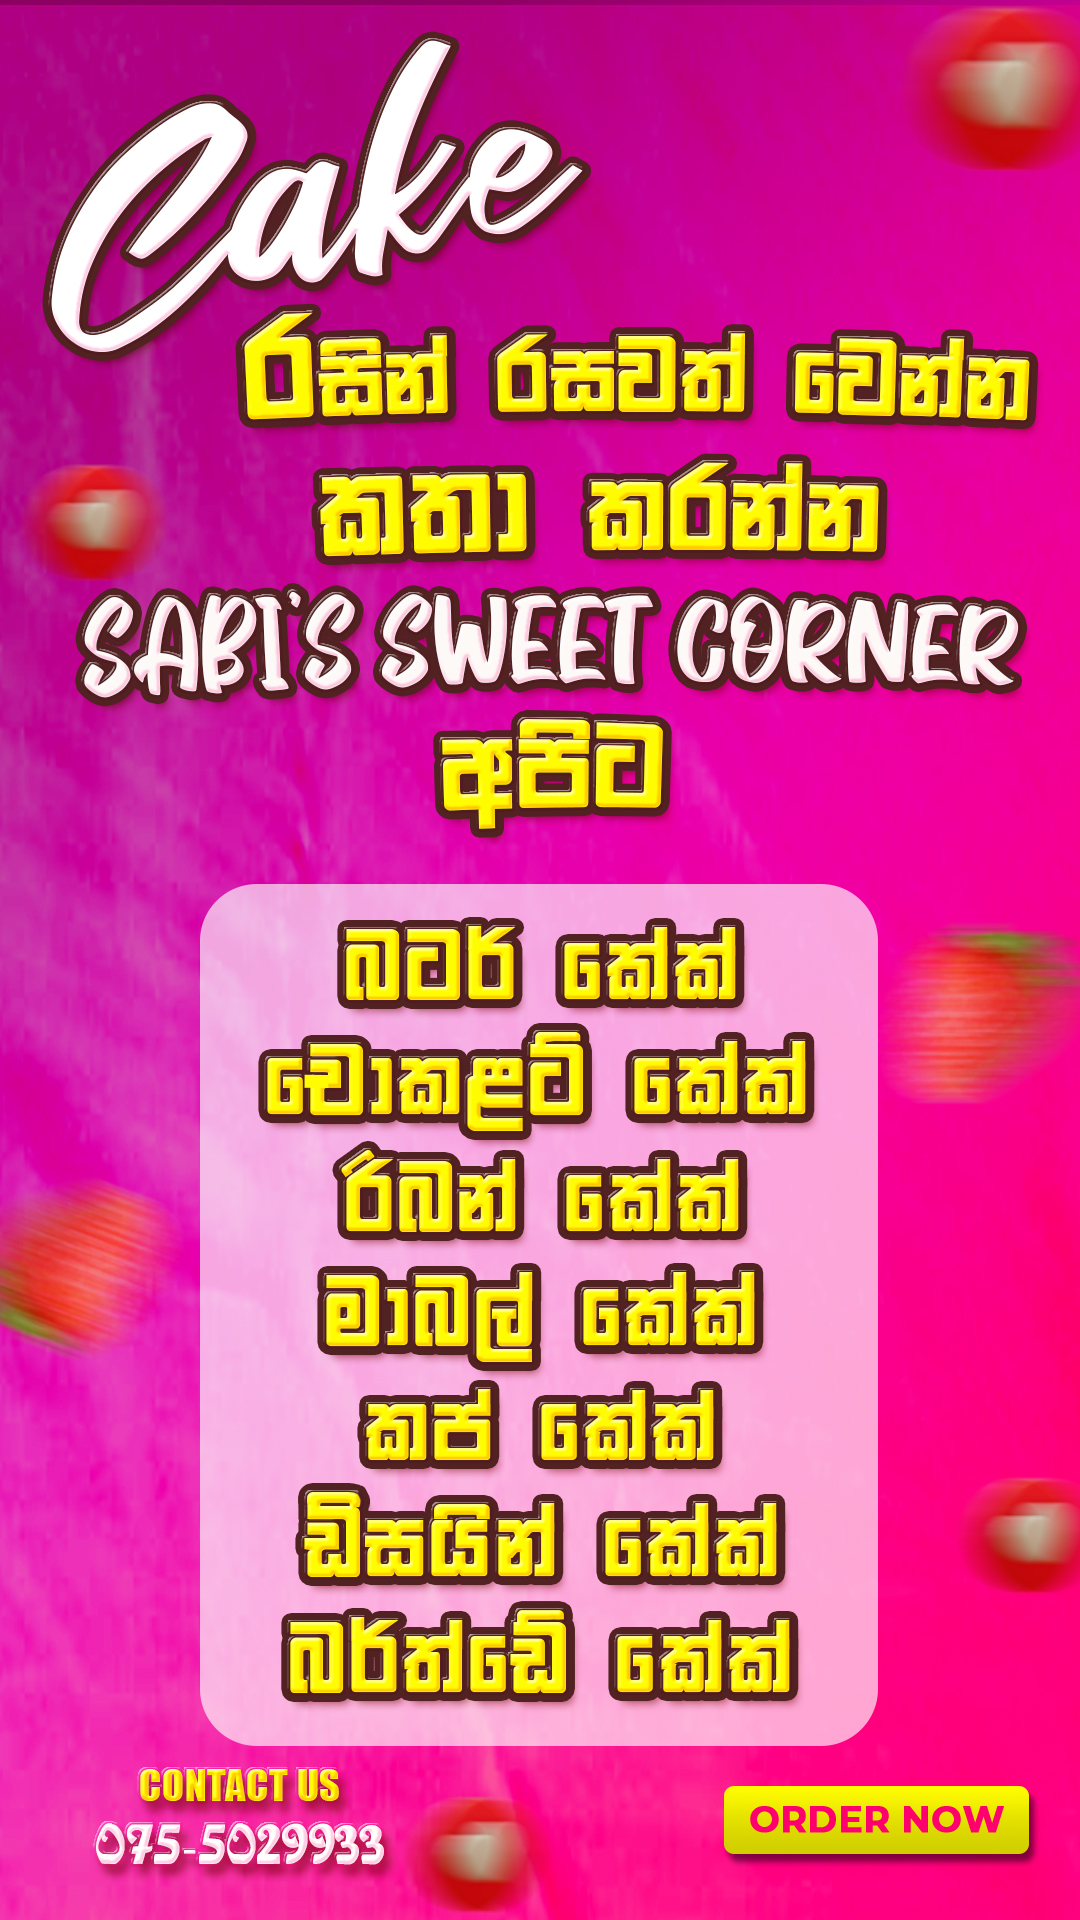 Cake
රසින් රසවත් වෙන්න
කතා කරන්න
SABI'S SWEET CORNER
අපිට
බටර් කේක්
චොකළට් කේක්
රිබන් කේක්
මාබල් කේක්
කප් කේක්
ඩිසයින් කේක්
බර්ත්ඩේ කේක්
CONTACT US
075-5029933
ORDER NOW